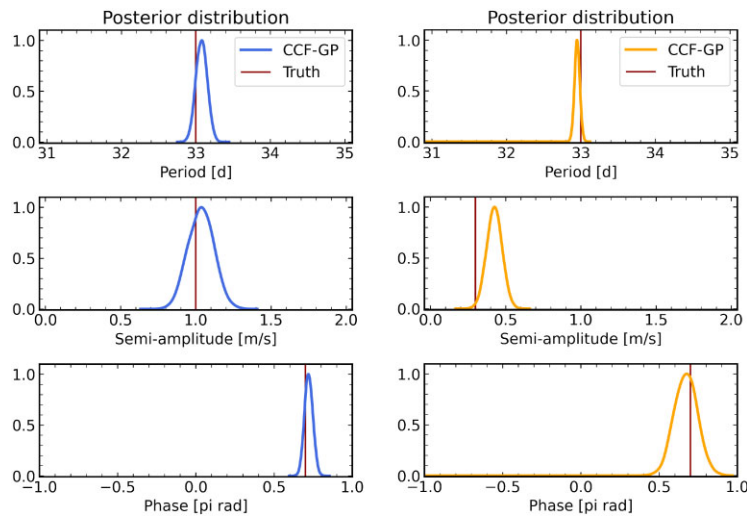 Posterior distribution
1.0
0.5
0.0
CCF-GP
Truth
31 32 33 34 35
Period [d]
1.0
0.5
0.0
0.0 0.5 1.0 1.5 2.0
Semi-amplitude [m/s]
1.0
0.5
0.0
−1.0 −0.5 0.0 0.5 1.0
Phase [pi rad]
Posterior distribution
1.0
0.5
0.0
CCF-GP
Truth
31 32 33 34 35
Period [d]
1.0
0.5
0.0
0.0 0.5 1.0 1.5 2.0
Semi-amplitude [m/s]
1.0
0.5
0.0
−1.0 −0.5 0.0 0.5 1.0
Phase [pi rad]